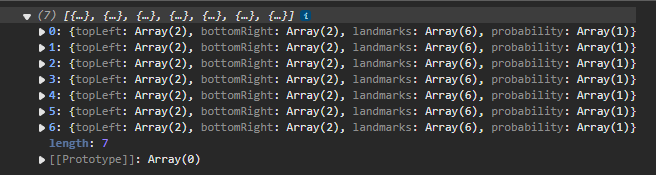 (7) [{…}, {…}, {…}, {…}, {…}, {…}, {…}] i
0: {topLeft: Array(2), bottomRight: Array(2), landmarks: Array(6), probability: Array(1)}
1: {topLeft: Array(2), bottomRight: Array(2), landmarks: Array(6), probability: Array(1)}
2: {topLeft: Array(2), bottomRight: Array(2), landmarks: Array(6), probability: Array(1)}
3: {topLeft: Array(2), bottomRight: Array(2), landmarks: Array(6), probability: Array(1)}
4: {topLeft: Array(2), bottomRight: Array(2), landmarks: Array(6), probability: Array(1)}
5: {topLeft: Array(2), bottomRight: Array(2), landmarks: Array(6), probability: Array(1)}
6: {topLeft: Array(2), bottomRight: Array(2), landmarks: Array(6), probability: Array(1)}
length: 7
[[Prototype]]: Array(0)